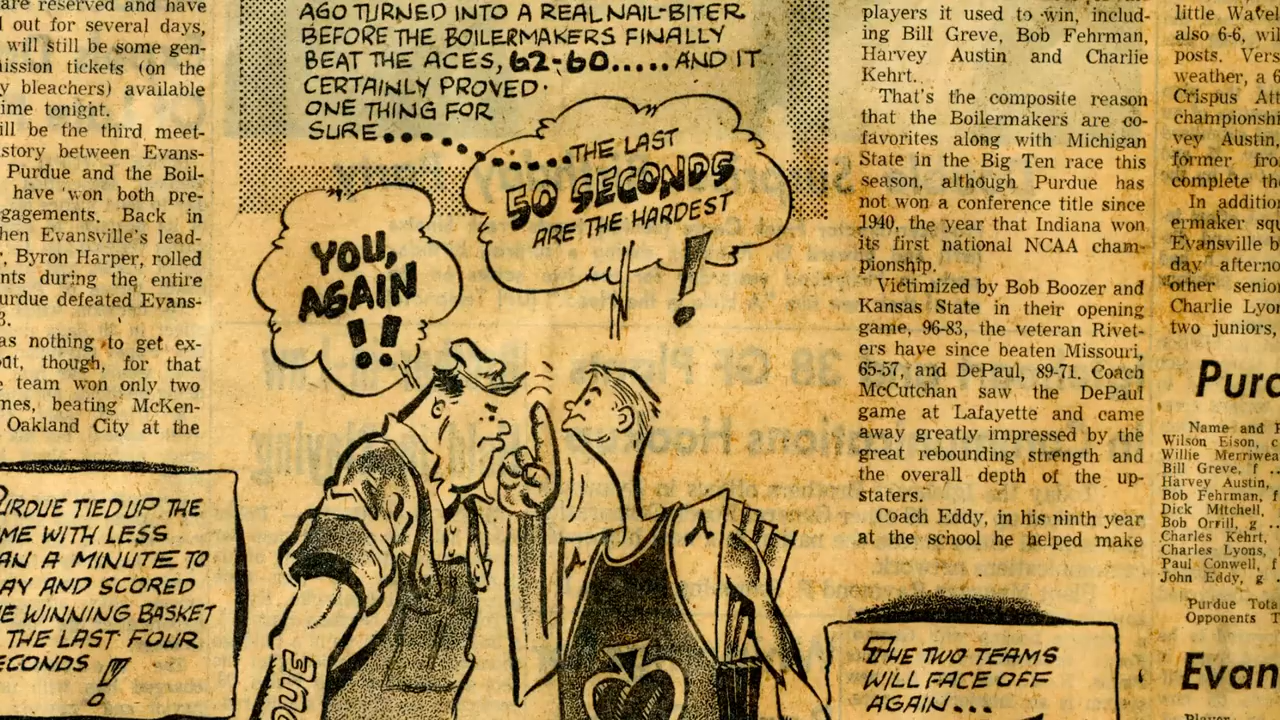 are reserved and have
out for several days,
will still be some gen-
ission tickets (on the
y bleachers) available
ime tonight.
ill be the third meet-
story between Evans-
Purdue and the Boil-
have won both pre-
gagements. Back in
hen Evansville's lead-
, Byron Harper, rolled
nts during the entire
urdue defeated Evans-
3.
as nothing to get ex-
out, though, for that
e team won only two
mes, beating McKen-
Oakland City at the
PURDUE TIED UP THE
ME WITH LESS
AN A MINUTE TO
AY AND SCORED
E WINNING BASKET
THE LAST FOUR
ECONDS !!
AGO TURNED INTO A REAL NAIL-BITER
BEFORE THE BOILERMAKERS FINALLY
BEAT THE ACES, 62-60..... AND IT
CERTAINLY PROVED.
ONE THING FOR
SURE............
THE LAST
50 SECONDS
ARE THE HARDEST
!!
YOU,
AGAIN
!!
A
A
DUE
THE TWO TEAMS
WILL FACE OFF
AGAIN...
players it used to win, includ-
ing Bill Greve, Bob Fehrman,
Harvey Austin and Charlie
Kehrt.
That's the composite reason
that the Boilermakers are co-
favorites along with Michigan
State in the Big Ten race this
season, although Purdue has
not won a conference title since
1940, the year that Indiana won
its first national NCAA cham-
pionship.
Victimized by Bob Boozer and
Kansas State in their opening
game, 96-83, the veteran Rivet-
ers have since beaten Missouri,
65-57, and DePaul, 89-71. Coach
McCutchan saw the DePaul
game at Lafayette and came
away greatly impressed by the
great rebounding strength and
the overall depth of the up-
staters.
Coach Eddy, in his ninth year
at the school he helped make
little Wavel
also 6-6, wil
posts. Vers
weather, a 6
Crispus Att
championshi
vey Austin,
former fro
complete the
In addition
ermaker squ
Evansville b
day afterno
other senior
Charlie Lyon
two juniors,
Purd
Name and P
Wilson Eison, c
Willie Merriwea
Bill Greve, f ..
Harvey Austin,
Bob Fehrman, f
Dick Mitchell,
Bob Orrill, g ..
Charles Kehrt,
Charles Lyons,
Paul Conwell, f
John Eddy, g
Purdue Tota
Opponents T
Evan
Player